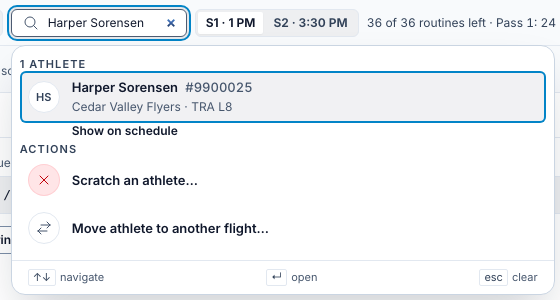 Harper Sorensen × S1 · 1 PM S2 · 3:30 PM 36 of 36 routines left · Pass 1: 24
1 ATHLETE
HS Harper Sorensen #9900025
Cedar Valley Flyers · TRA L8
Show on schedule
ACTIONS
Scratch an athlete...
Move athlete to another flight...
↑↓ navigate ↵ open esc clear